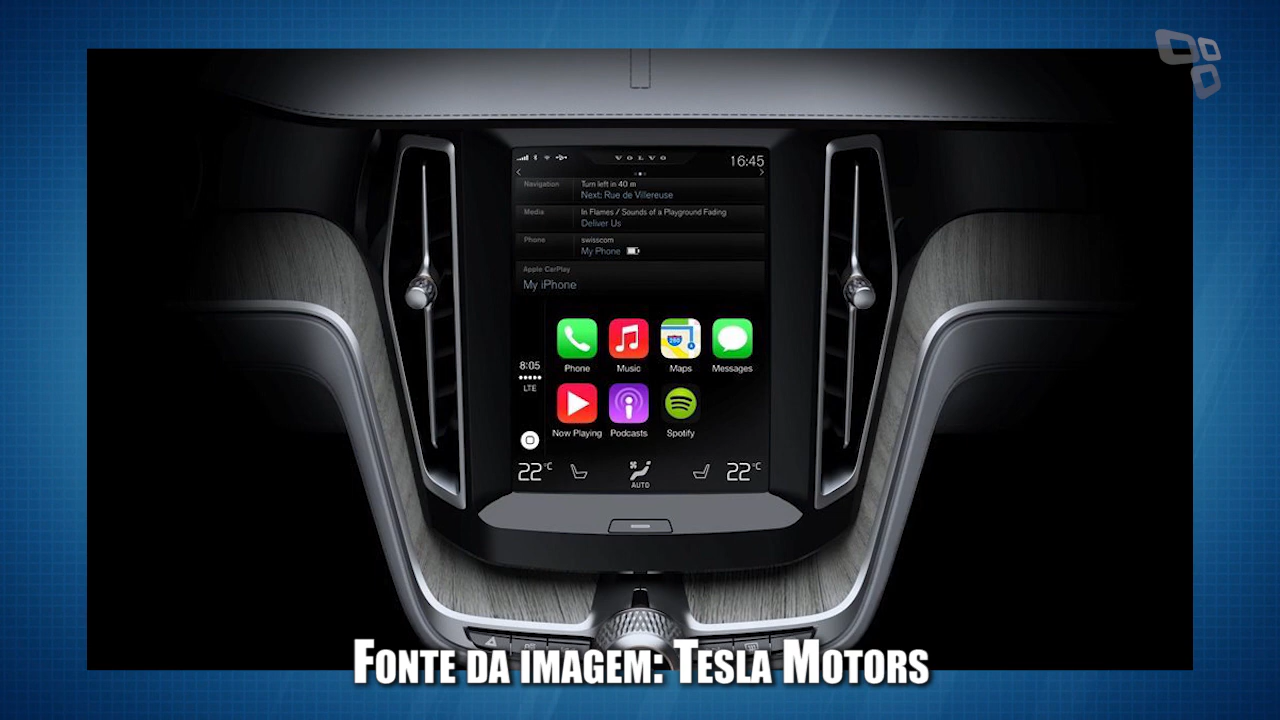 VOLVO 16:45
Navigation Turn left in 40 m
Next: Rue de Villereuse
Media In Flames / Sounds of a Playground Fading
Deliver Us
Phone swisscom
My Phone
Apple CarPlay
My iPhone
280
Phone Music Maps Messages
8:05
LTE
Now Playing Podcasts Spotify
22°C 22°C
AUTO
FONTE DA IMAGEM: TESLA MOTORS